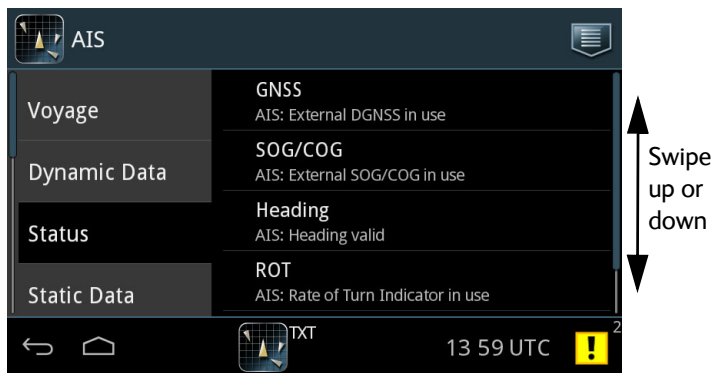 AIS
Voyage
Dynamic Data
Status
Static Data
GNSS
AIS: External DGNSS in use
SOG/COG
AIS: External SOG/COG in use
Heading
AIS: Heading valid
ROT
AIS: Rate of Turn Indicator in use
Swipe
up or
down
TXT
13 59 UTC
!
2